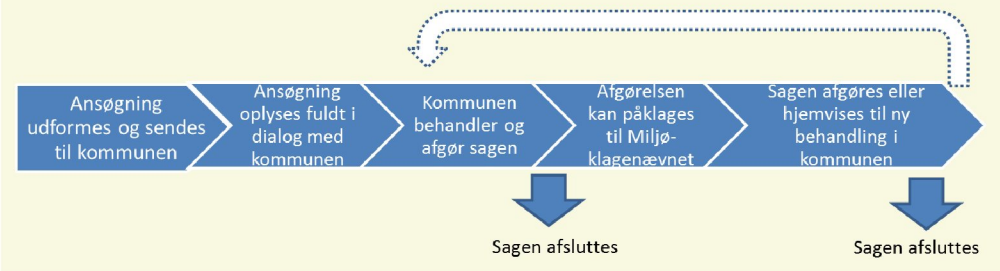 Ansøgning
udformes og sendes
til kommunen
Ansøgning
oplyses fuldt i
dialog med
kommunen
Kommunen
behandler og
afgør sagen
Afgørelsen
kan påklages
til Miljø-
klagenævnet
Sagen afgøres eller
hjemvises til ny
behandling i
kommunen
Sagen afsluttes
Sagen afsluttes